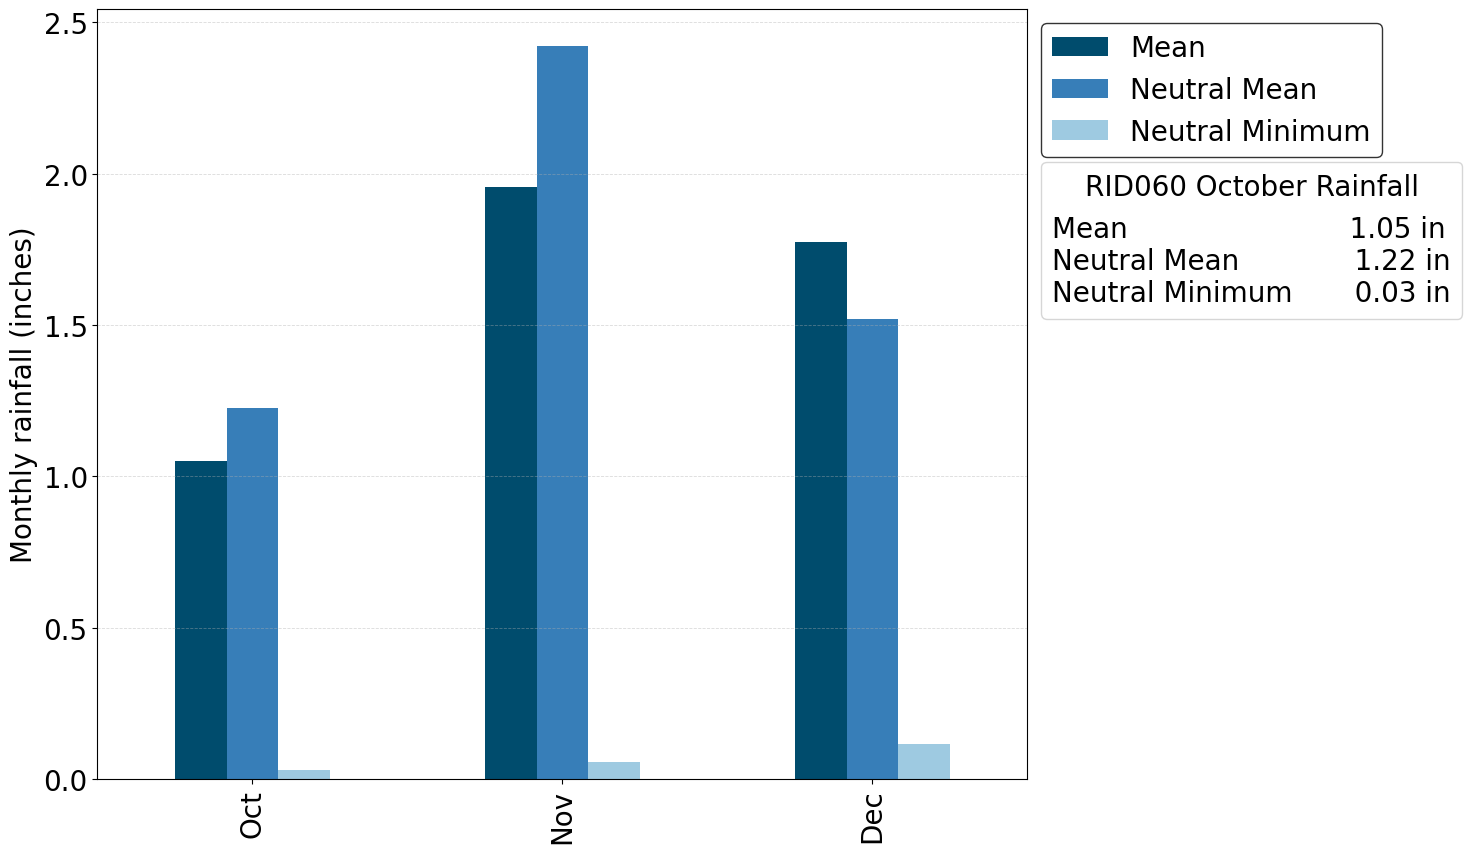 2.5
2.0
1.5
1.0
0.5
0.0
Monthly rainfall (inches)
Oct
Nov
Dec
Mean
Neutral Mean
Neutral Minimum
RID060 October Rainfall
Mean 1.05 in
Neutral Mean 1.22 in
Neutral Minimum 0.03 in